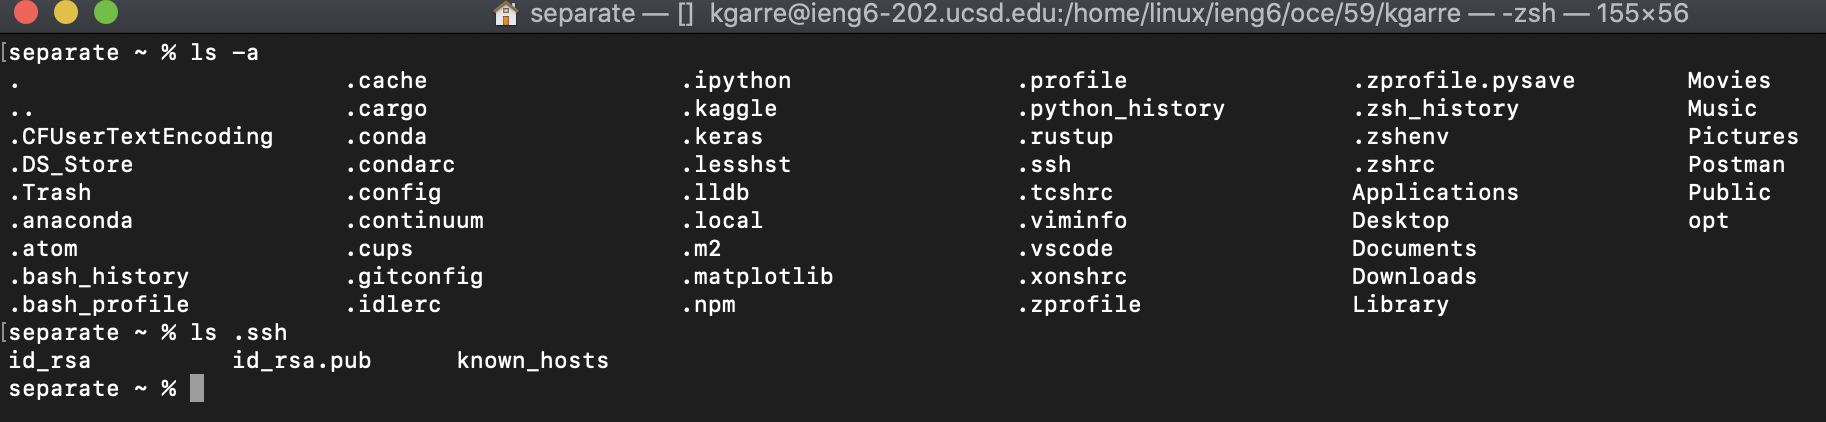 separate — [] kgarre@ieng6-202.ucsd.edu:/home/linux/ieng6/oce/59/kgarre — -zsh — 155×56
[separate ~ % ls -a
. .cache .ipython .profile .zprofile.pysave Movies
.. .cargo .kaggle .python_history .zsh_history Music
.CFUserTextEncoding .conda .keras .rustup .zshenv Pictures
.DS_Store .condarc .lesshst .ssh .zshrc Postman
.Trash .config .lldb .tcshrc Applications Public
.anaconda .continuum .local .viminfo Desktop opt
.atom .cups .m2 .vscode Documents
.bash_history .gitconfig .matplotlib .xonshrc Downloads
.bash_profile .idlerc .npm .zprofile Library
[separate ~ % ls .ssh
id_rsa id_rsa.pub known_hosts
separate ~ %